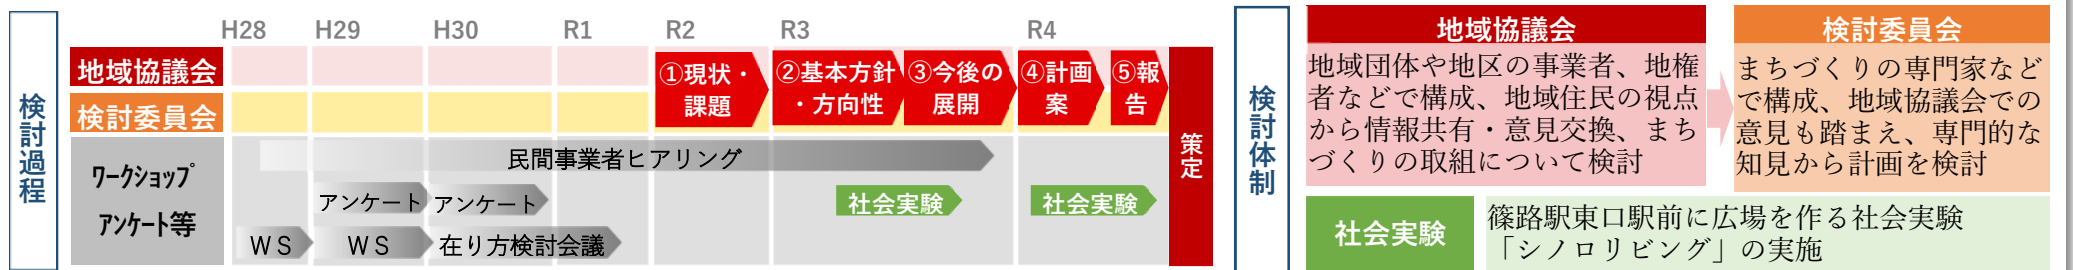 検討過程
H28 H29 H30 R1 R2 R3 R4
地域協議会
検討委員会
①現状・
課題
②基本方針
・方向性
③今後の
展開
④計画
案
⑤報
告
策定
ワークショップ
アンケート等
民間事業者ヒアリング
アンケート
アンケート
社会実験
社会実験
WS
WS
在り方検討会議
検討体制
地域協議会
地域団体や地区の事業者、地権
者などで構成、地域住民の視点
から情報共有・意見交換、まち
づくりの取組について検討
検討委員会
まちづくりの専門家など
で構成、地域協議会での
意見も踏まえ、専門的な
知見から計画を検討
社会実験
篠路駅東口駅前に広場を作る社会実験
「シノロリビング」の実施